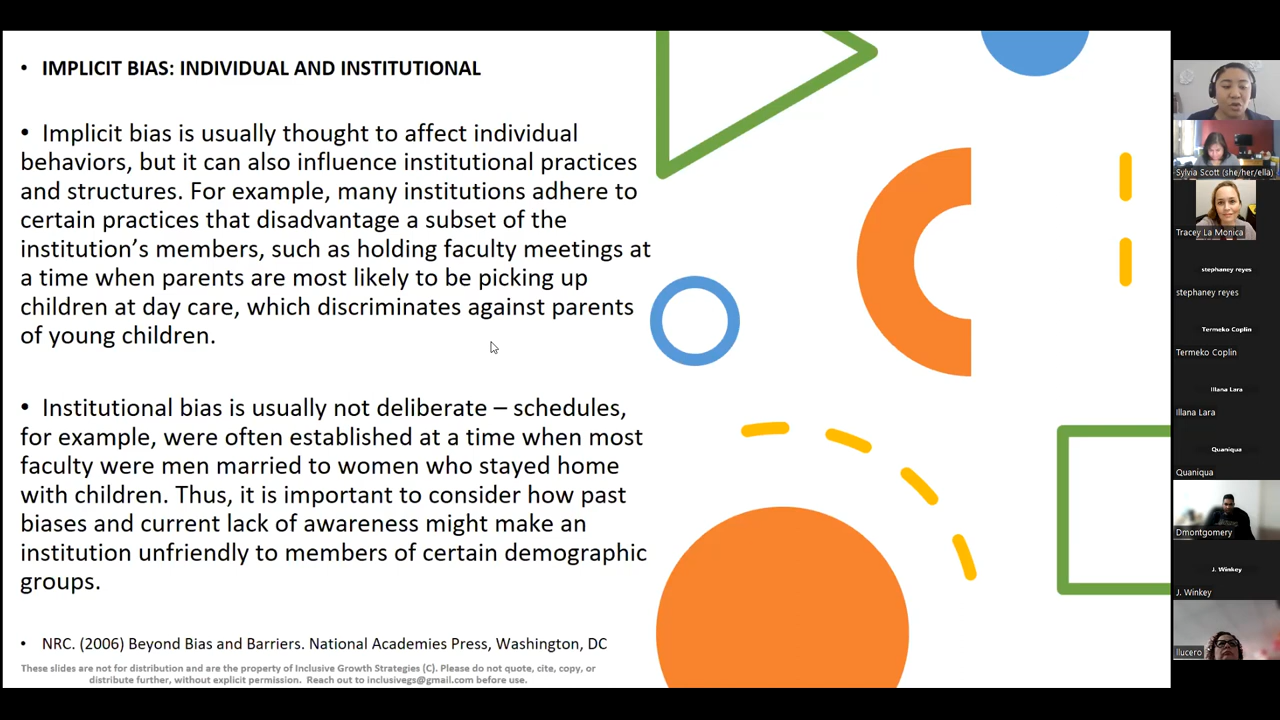 • IMPLICIT BIAS: INDIVIDUAL AND INSTITUTIONAL
• Implicit bias is usually thought to affect individual
behaviors, but it can also influence institutional practices
and structures. For example, many institutions adhere to
certain practices that disadvantage a subset of the
institution’s members, such as holding faculty meetings at
a time when parents are most likely to be picking up
children at day care, which discriminates against parents
of young children.
• Institutional bias is usually not deliberate – schedules,
for example, were often established at a time when most
faculty were men married to women who stayed home
with children. Thus, it is important to consider how past
biases and current lack of awareness might make an
institution unfriendly to members of certain demographic
groups.
• NRC. (2006) Beyond Bias and Barriers. National Academies Press, Washington, DC
These slides are not for distribution and are the property of Inclusive Growth Strategies (C). Please do not quote, cite, copy, or
distribute further, without explicit permission. Reach out to inclusivegs@gmail.com before use.
Sylvia Scott (she/her/ella)
Tracey La Monica
stephaney reyes
stephaney reyes
Termeko Coplin
Termeko Coplin
Illana Lara
Illana Lara
Quaniqua
Quaniqua
Dmontgomery
J. Winkey
J. Winkey
llucero